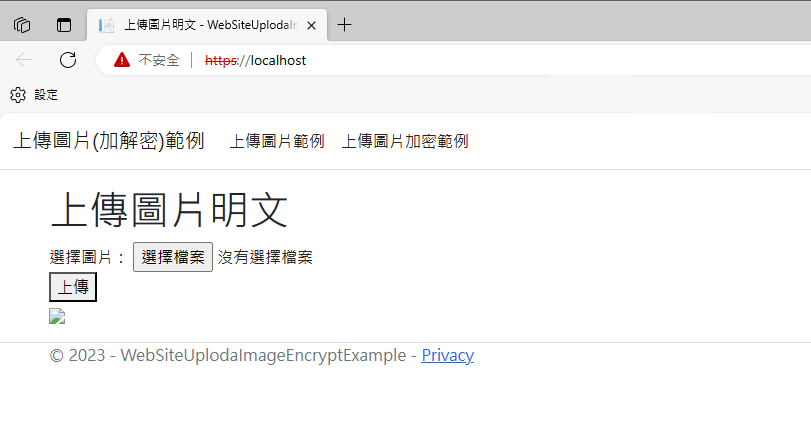 上傳圖片明文 - WebSiteUplodaIn
不安全 https://localhost
設定
上傳圖片(加解密)範例 上傳圖片範例 上傳圖片加密範例
上傳圖片明文
選擇圖片： 選擇檔案 沒有選擇檔案
上傳
© 2023 - WebSiteUplodaImageEncryptExample - Privacy